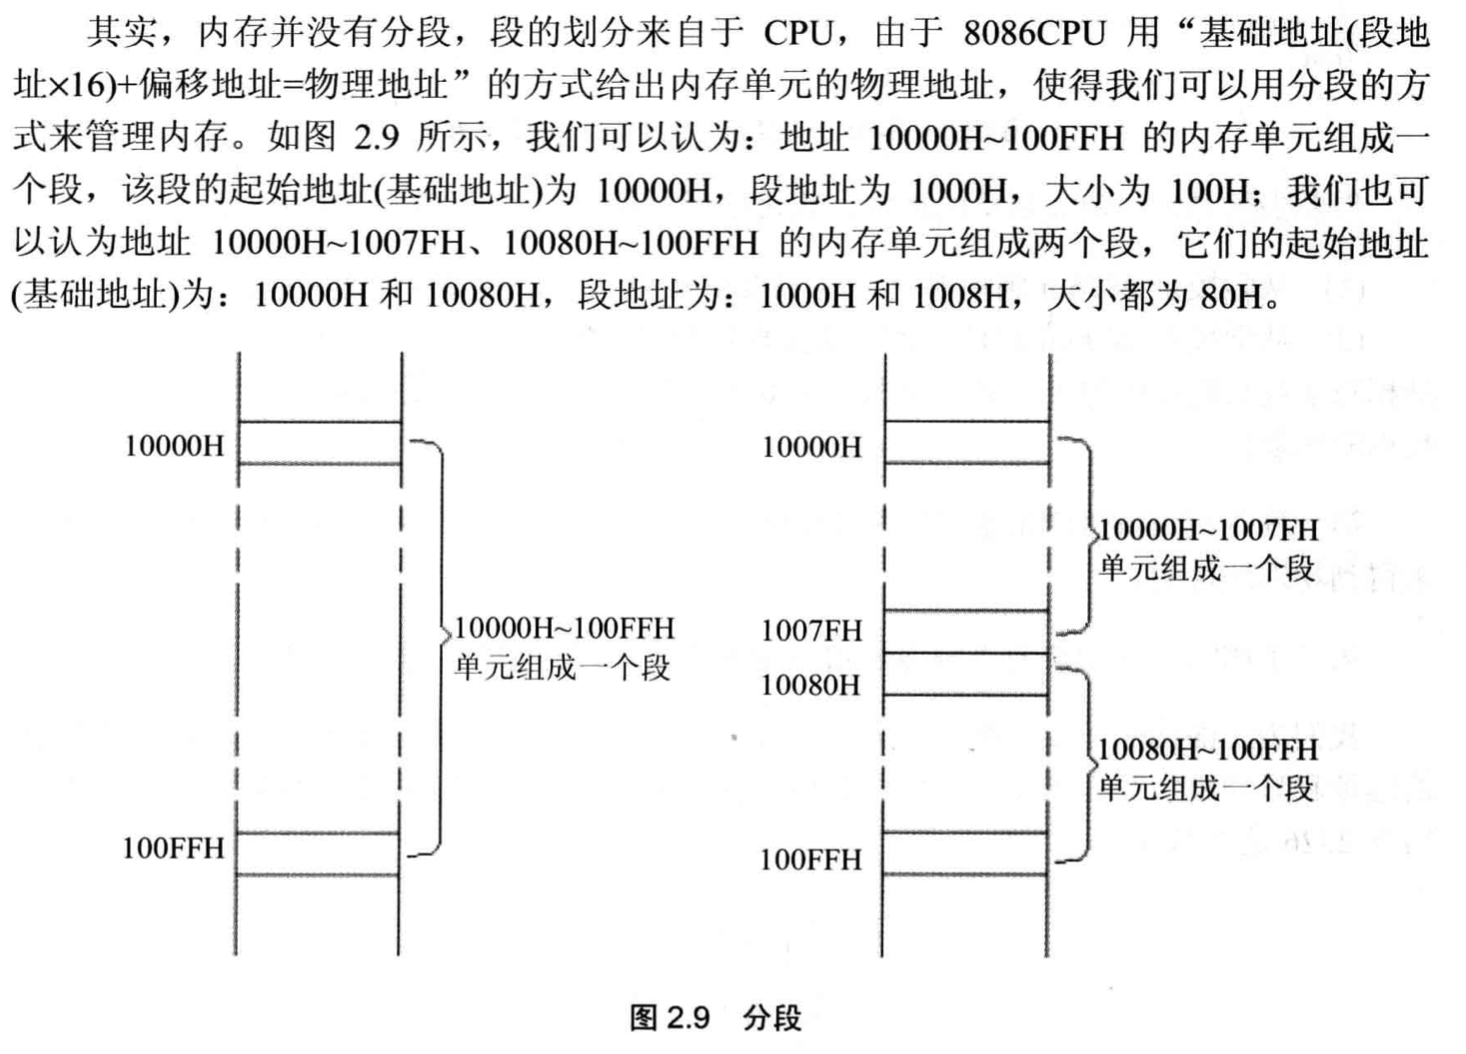 其实，内存并没有分段，段的划分来自于 CPU，由于 8086CPU 用“基础地址(段地
址×16)+偏移地址=物理地址”的方式给出内存单元的物理地址，使得我们可以用分段的方
式来管理内存。如图 2.9 所示，我们可以认为：地址 10000H~100FFH 的内存单元组成一
个段，该段的起始地址(基础地址)为 10000H，段地址为 1000H，大小为 100H；我们也可
以认为地址 10000H~1007FH、10080H~100FFH 的内存单元组成两个段，它们的起始地址
(基础地址)为：10000H 和 10080H，段地址为：1000H 和 1008H，大小都为 80H。
10000H
10000H~100FFH
单元组成一个段
100FFH
10000H
10000H~1007FH
单元组成一个段
1007FH
10080H
10080H~100FFH
单元组成一个段
100FFH
图 2.9 分段